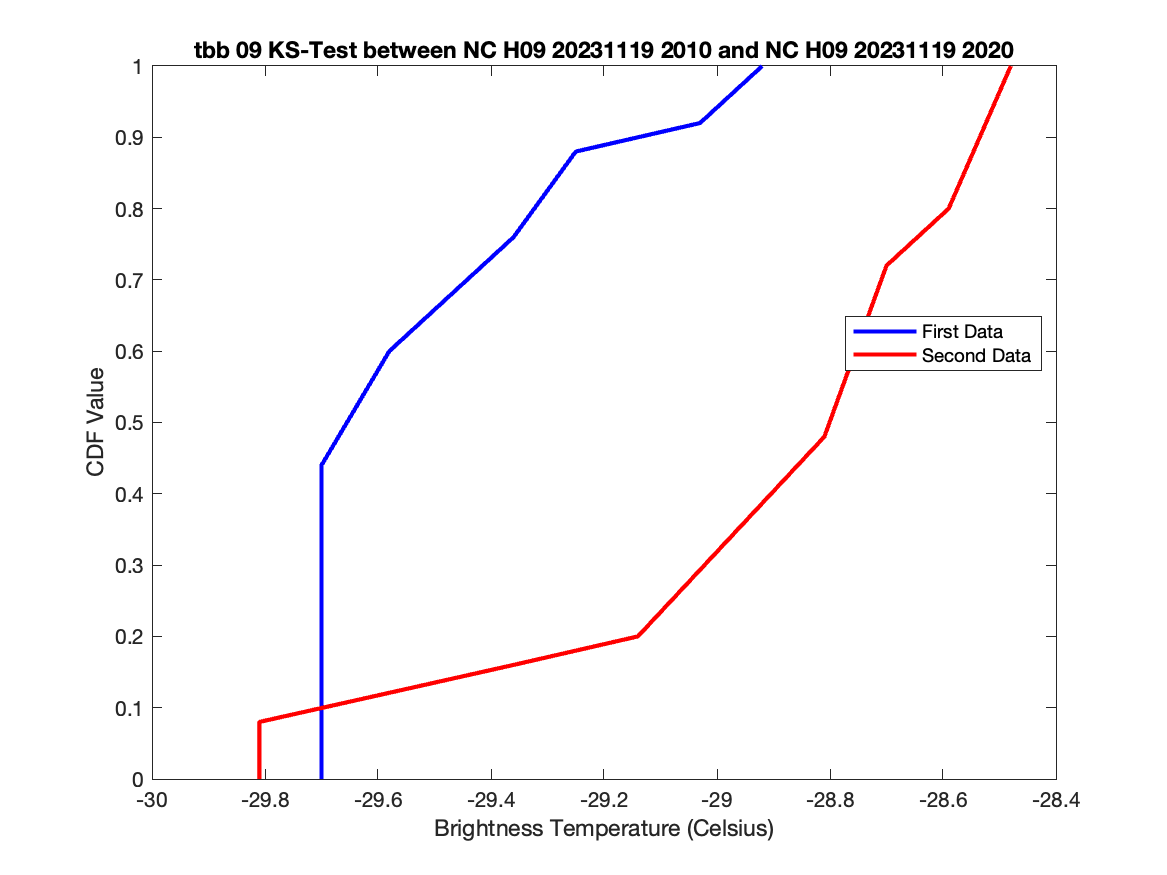 tbb 09 KS-Test between NC H09 20231119 2010 and NC H09 20231119 2020
1
0.9
0.8
0.7
0.6
0.5
0.4
0.3
0.2
0.1
0
CDF Value
First Data
Second Data
-30 -29.8 -29.6 -29.4 -29.2 -29 -28.8 -28.6 -28.4
Brightness Temperature (Celsius)